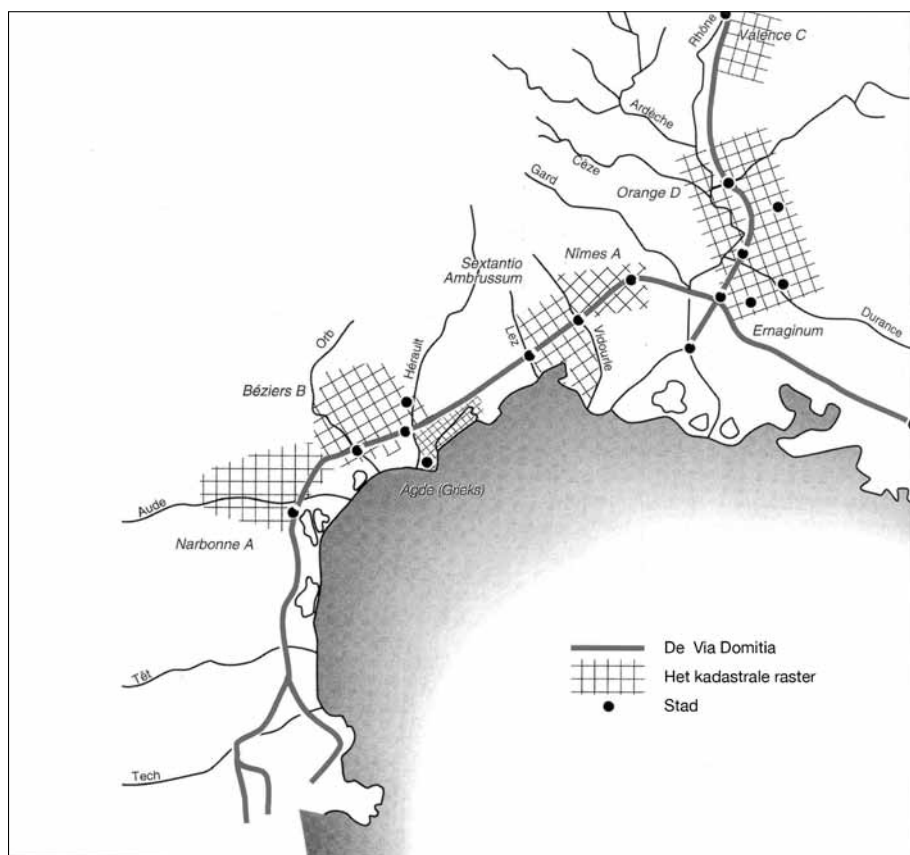 Rhône
Valence C
Ardèche
Cèze
Gard
Orange D
Nîmes A
Sextantio
Ambrussum
Ernaginum
Durance
Lez
Vidourle
Orb
Hérault
Béziers B
Agde (Grieks)
Aude
Narbonne A
Têt
Tech
De Via Domitia
Het kadastrale raster
Stad